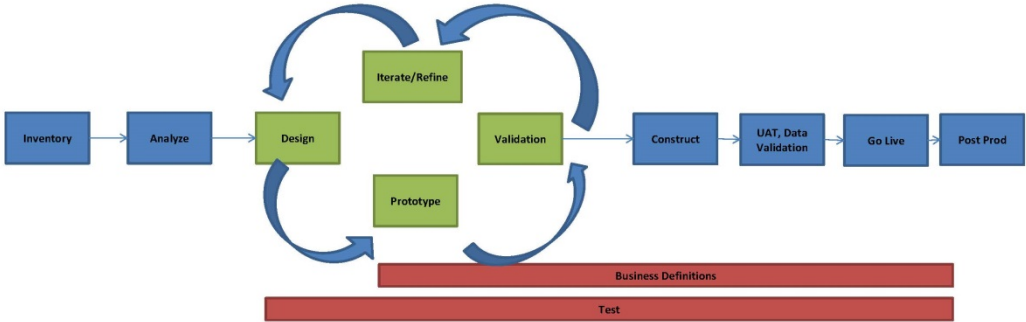 Iterate/Refine
Inventory
Analyze
Design
Validation
Construct
UAT, Data
Validation
Go Live
Post Prod
Prototype
Business Definitions
Test